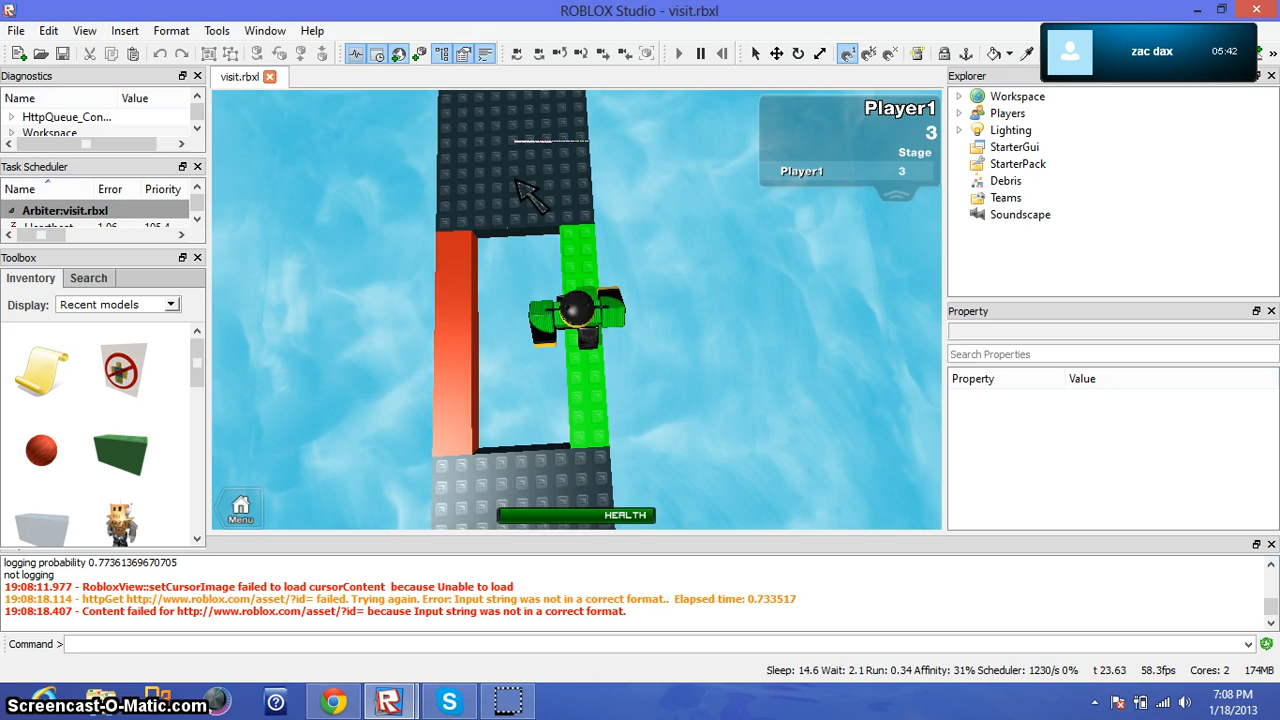 ROBLOX Studio - visit.rbxl
File Edit View Insert Format Tools Window Help
zac dax 05:42
Diagnostics
Name Value
HttpQueue_Con...
Workspace
Task Scheduler
Name Error Priority
Arbiter:visit.rbxl
Toolbox
Inventory Search
Display: Recent models
visit.rbxl
Player1
3
Stage
Player1 3
Menu
HEALTH
Explorer
Workspace
Players
Lighting
StarterGui
StarterPack
Debris
Teams
Soundscape
Property
Search Properties
Property Value
logging probability 0.77361369670705
not logging
19:08:11.977 - RobloxView::setCursorImage failed to load cursorContent because Unable to load
19:08:18.114 - httpGet http://www.roblox.com/asset/?id= failed. Trying again. Error: Input string was not in a correct format.. Elapsed time: 0.733517
19:08:18.407 - Content failed for http://www.roblox.com/asset/?id= because Input string was not in a correct format.
Command >
Sleep: 14.6 Wait: 2.1 Run: 0.34 Affinity: 31% Scheduler: 1230/s 0% t 23.63 58.3fps Cores: 2 174MB
Screencast-O-Matic.com
7:08 PM
1/18/2013